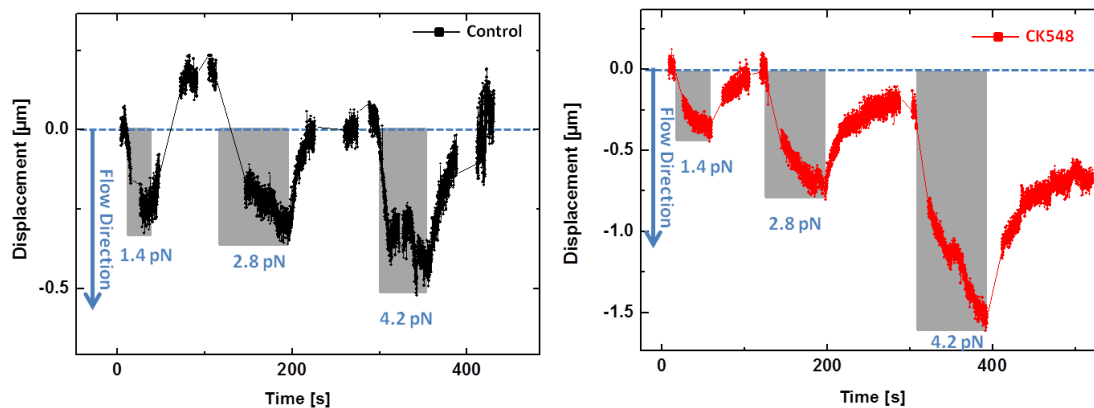 Control
Displacement [µm]
0.0
-0.5
Flow Direction
1.4 pN
2.8 pN
4.2 pN
0
200
400
Time [s]
CK548
Displacement [µm]
0.5
0.0
-0.5
-1.0
-1.5
Flow Direction
1.4 pN
2.8 pN
4.2 pN
0
200
400
Time [s]